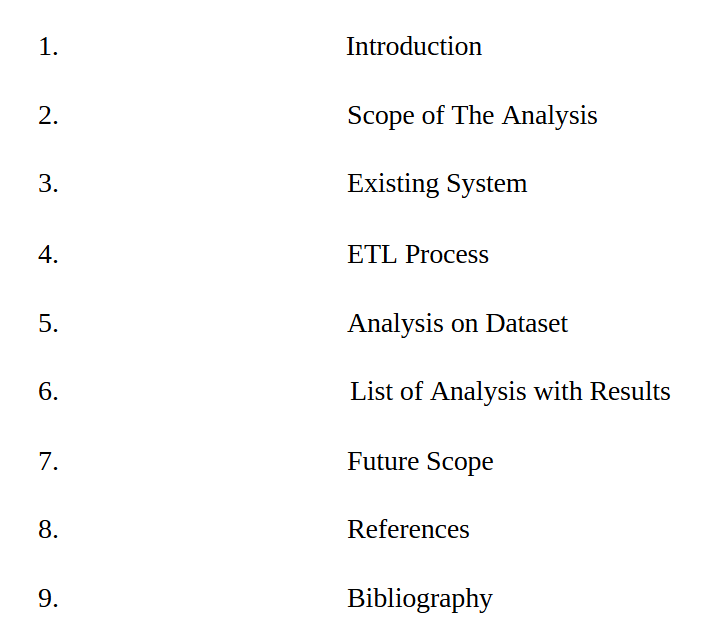 1. Introduction
2. Scope of The Analysis
3. Existing System
4. ETL Process
5. Analysis on Dataset
6. List of Analysis with Results
7. Future Scope
8. References
9. Bibliography